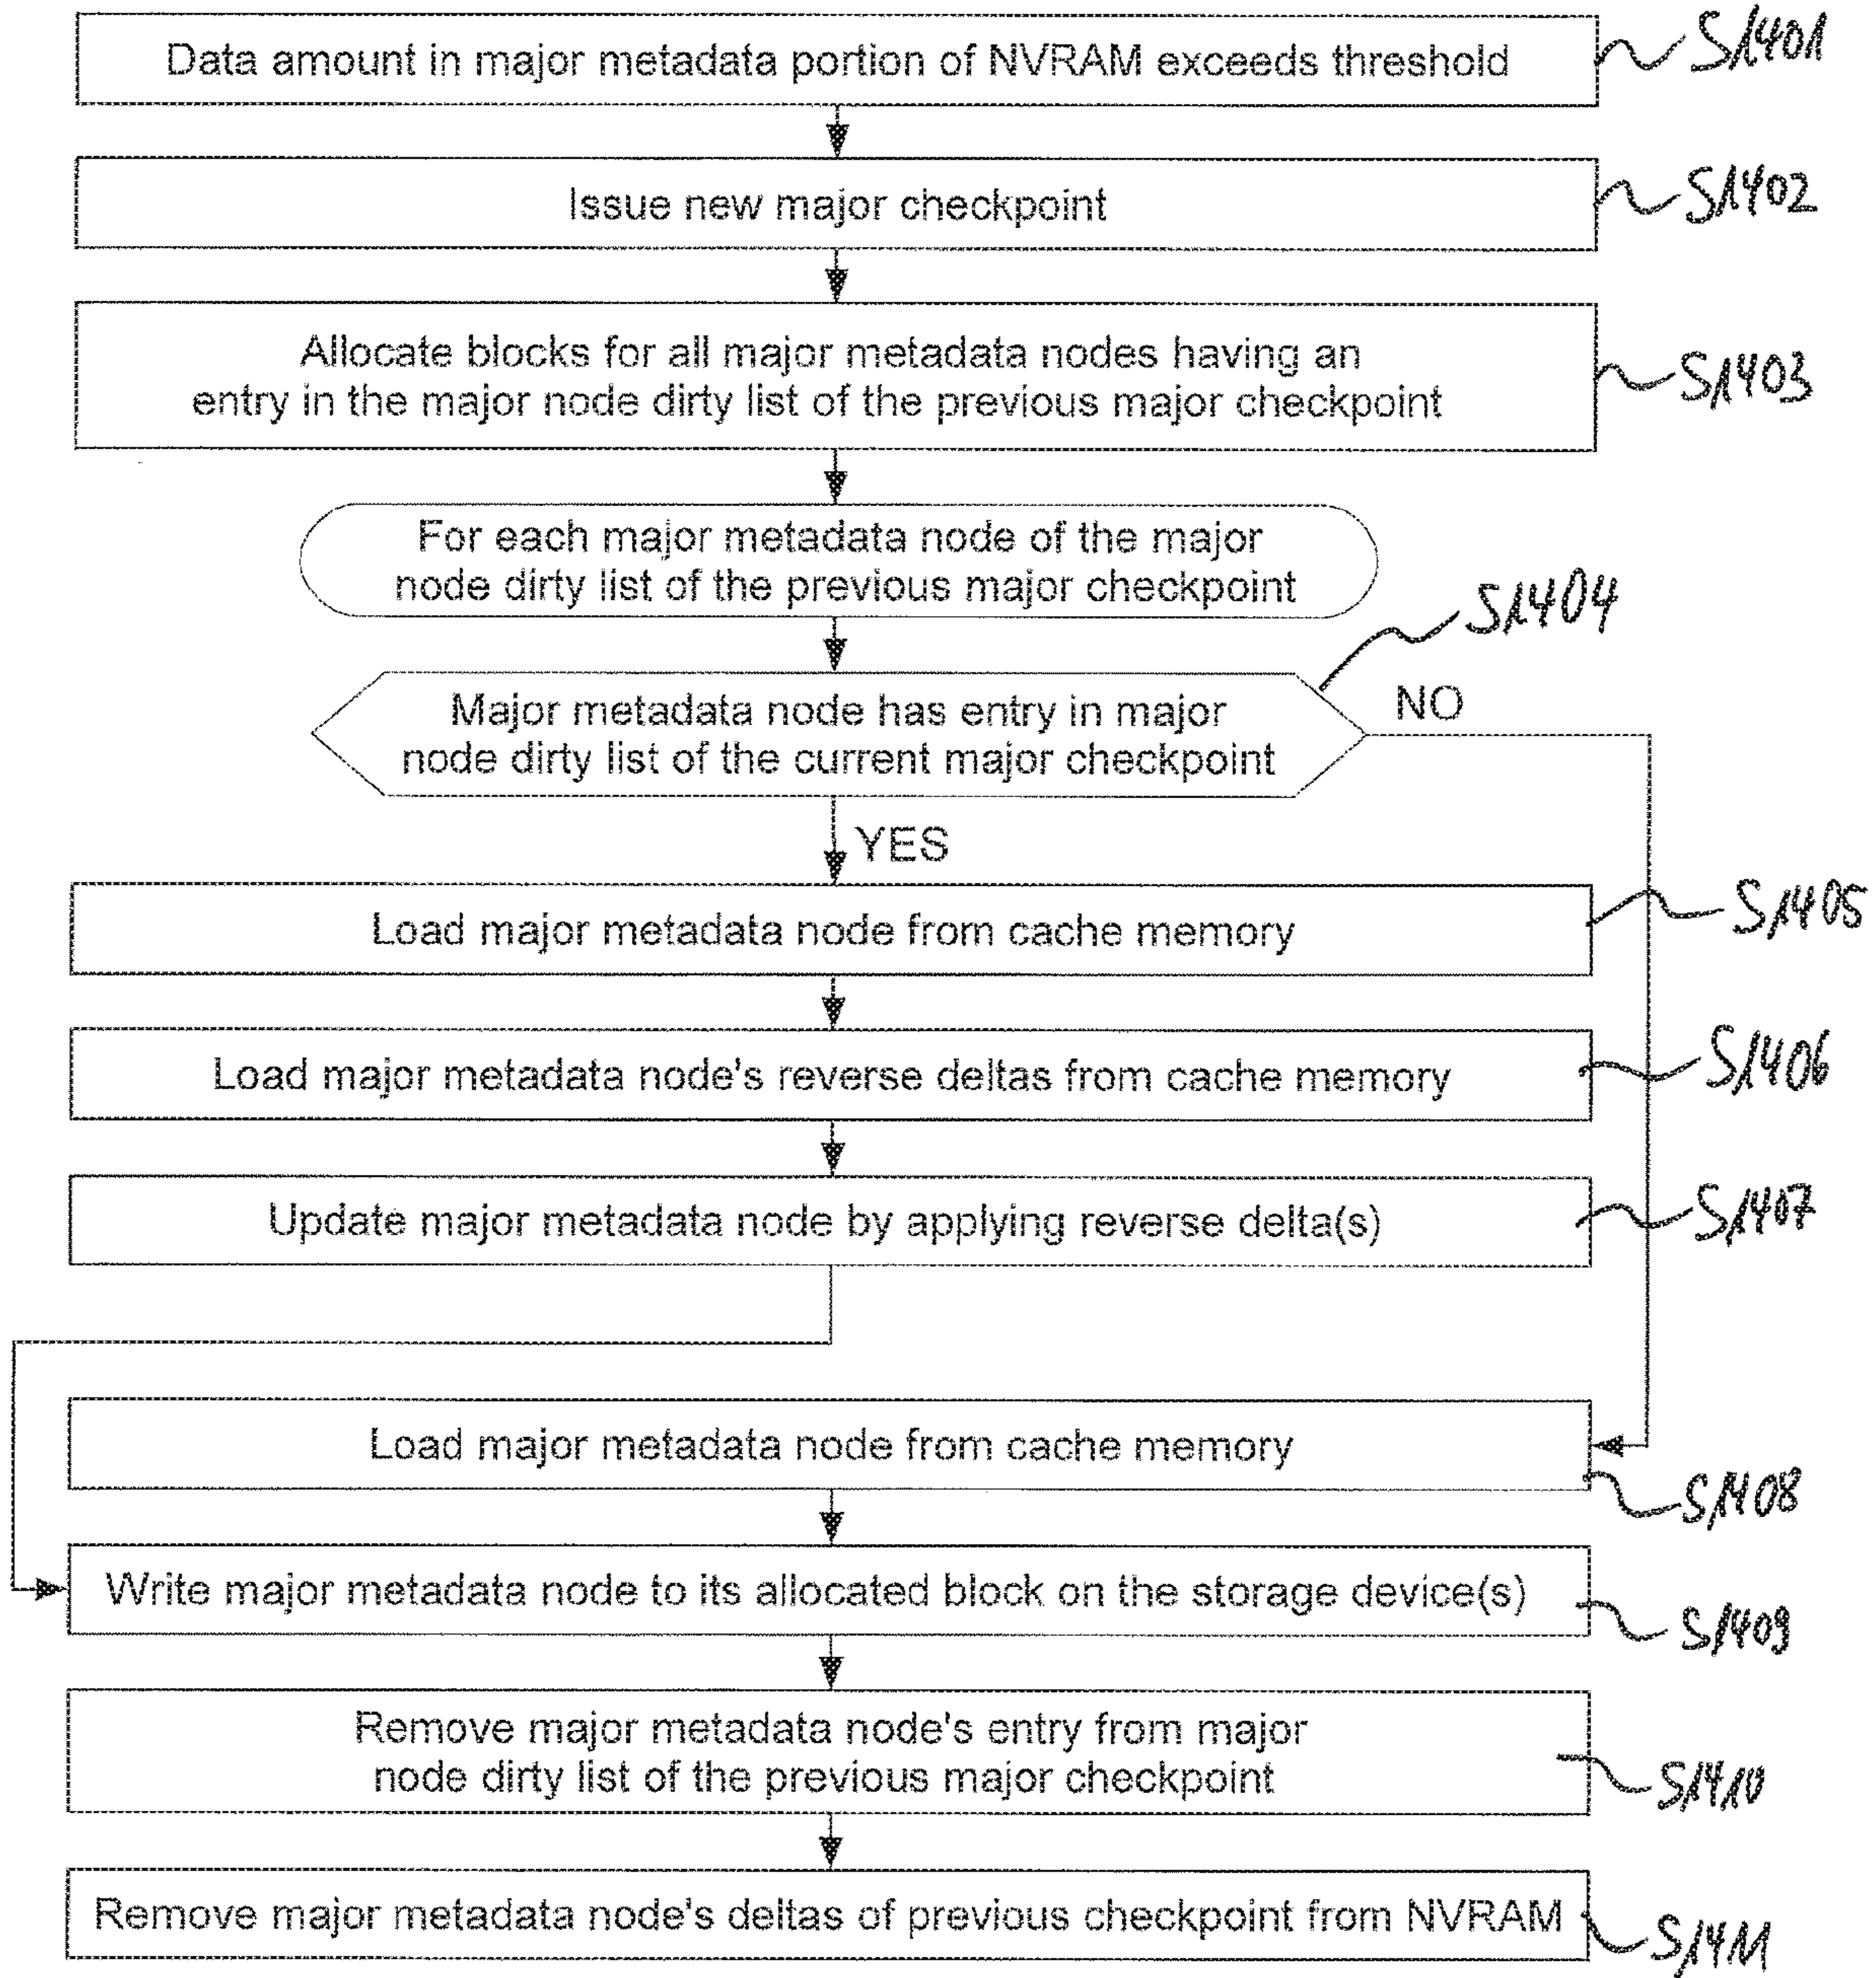 Data amount in major metadata portion of NVRAM exceeds threshold
S1401
Issue new major checkpoint
S1402
Allocate blocks for all major metadata nodes having an
entry in the major node dirty list of the previous major checkpoint
S1403
For each major metadata node of the major
node dirty list of the previous major checkpoint
S1404
Major metadata node has entry in major
node dirty list of the current major checkpoint
NO
YES
Load major metadata node from cache memory
S1405
Load major metadata node's reverse deltas from cache memory
S1406
Update major metadata node by applying reverse delta(s)
S1407
Load major metadata node from cache memory
S1408
Write major metadata node to its allocated block on the storage device(s)
S1409
Remove major metadata node's entry from major
node dirty list of the previous major checkpoint
S1410
Remove major metadata node's deltas of previous checkpoint from NVRAM
S1411